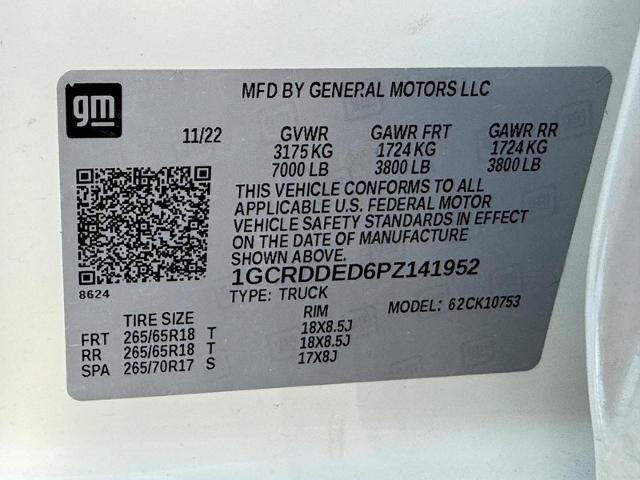 gm
MFD BY GENERAL MOTORS LLC
11/22 GVWR GAWR FRT GAWR RR
3175 KG 1724 KG 1724 KG
7000 LB 3800 LB 3800 LB
THIS VEHICLE CONFORMS TO ALL
APPLICABLE U.S. FEDERAL MOTOR
VEHICLE SAFETY STANDARDS IN EFFECT
ON THE DATE OF MANUFACTURE
SHOWN ABOVE.
8624
1GCRDDED6PZ141952
TYPE: TRUCK MODEL: 62CK10753
TIRE SIZE RIM
FRT 265/65R18 T 18X8.5J
RR 265/65R18 T 18X8.5J
SPA 265/70R17 S 17X8J